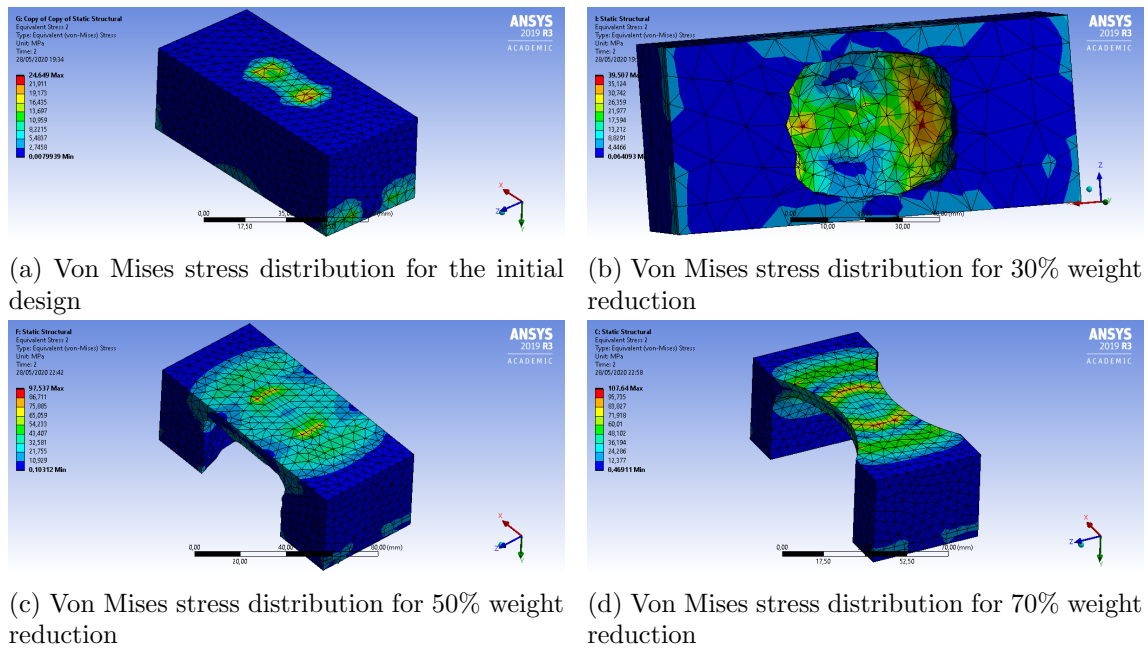 G: Copy of Copy of Static Structural
Equivalent Stress 2
Type: Equivalent (von-Mises) Stress
Unit: MPa
Time: 2
28/05/2020 19:34
24,649 Max
21,911
19,173
16,435
13,697
10,959
8,2215
5,4837
2,7458
0,0079939 Min
ANSYS
2019 R3
ACADEMIC
0,00
35,00
(mm)
17,50
X
Z
Y
Equivalent Stress 2
Type: Equivalent (von-Mises) Stress
Unit: MPa
Time: 2
28/05/2020
39,507 Max
35,124
30,742
26,359
21,977
17,594
13,212
8,8291
4,4466
0,064093 Min
ANSYS
2019 R3
ACADEMIC
0,00
(mm)
10,00
30,00
Z
(a) Von Mises stress distribution for the initial
design
(b) Von Mises stress distribution for 30% weight
reduction
F: Static Structural
Equivalent Stress 2
Type: Equivalent (von-Mises) Stress
Unit: MPa
Time: 2
28/05/2020 22:42
97,537 Max
86,711
75,885
65,059
54,233
43,407
32,581
21,755
10,929
0,10312 Min
ANSYS
2019 R3
ACADEMIC
0,00
40,00
80,00 (mm)
20,00
X
Z
Y
C: Static Structural
Equivalent Stress 2
Type: Equivalent (von-Mises) Stress
Unit: MPa
Time: 2
28/05/2020 22:58
107,64 Max
95,735
83,827
71,918
60,01
48,102
36,194
24,286
12,377
0,46911 Min
ANSYS
2019 R3
ACADEMIC
0,00
35,00
70,00 (mm)
17,50
52,50
X
Z
Y
(c) Von Mises stress distribution for 50% weight
reduction
(d) Von Mises stress distribution for 70% weight
reduction